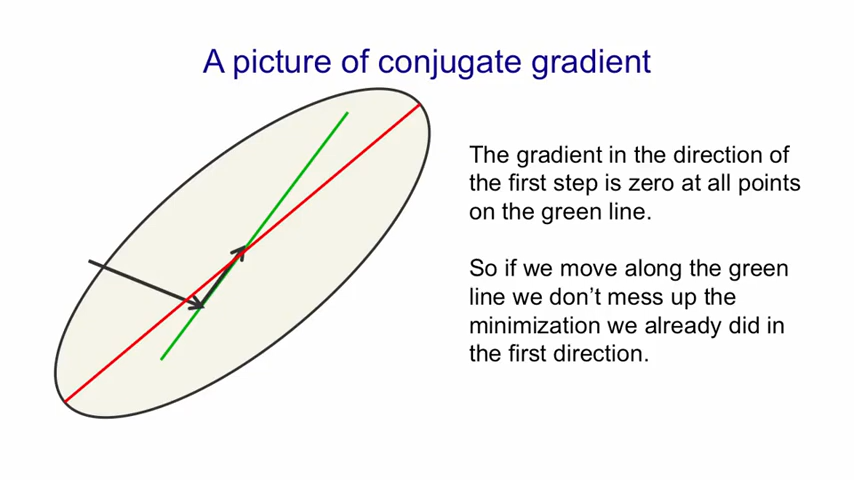 A picture of conjugate gradient
The gradient in the direction of
the first step is zero at all points
on the green line.
So if we move along the green
line we don’t mess up the
minimization we already did in
the first direction.